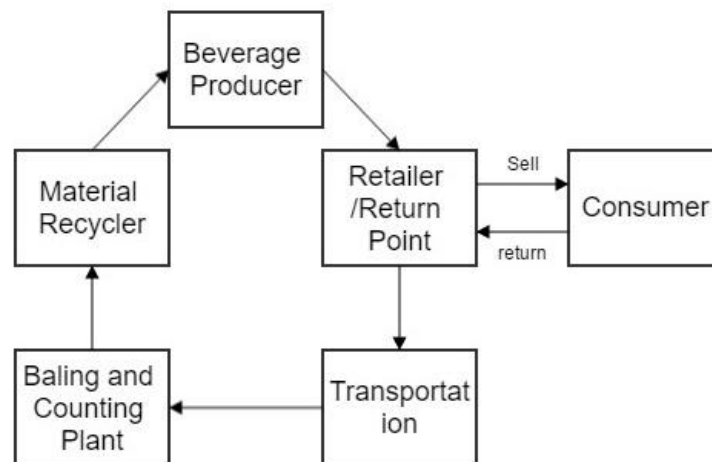 Beverage
Producer
Material
Recycler
Retailer
/Return
Point
Sell
return
Consumer
Baling and
Counting
Plant
Transportat
ion